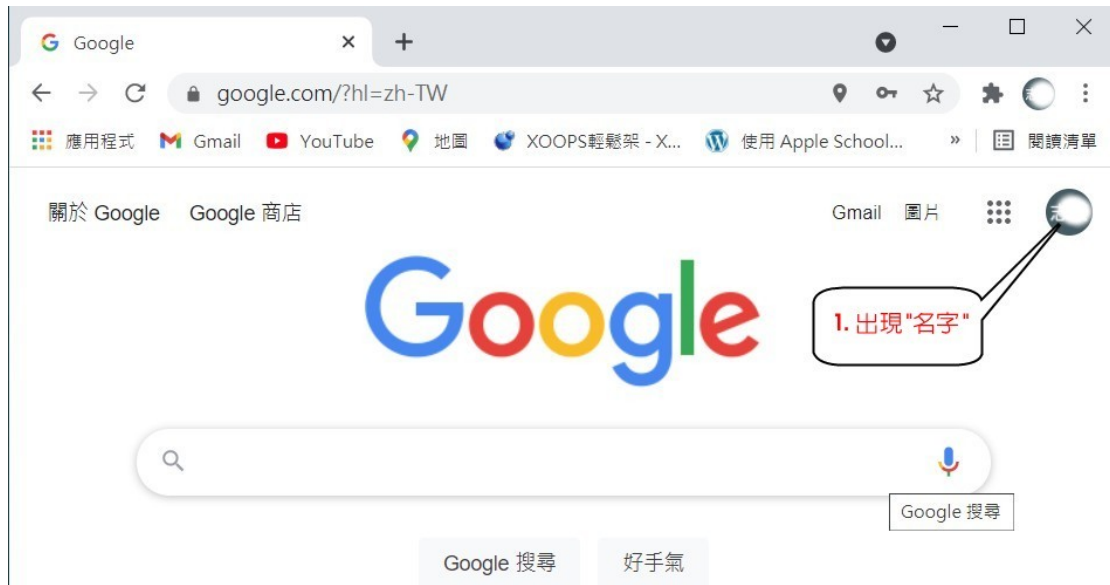 Google
google.com/?hl=zh-TW
應用程式 Gmail YouTube 地圖 XOOPS輕鬆架 - X... 使用 Apple School... » 閱讀清單
關於 Google Google 商店 Gmail 圖片
Google
1. 出現"名字"
Google 搜尋
Google 搜尋 好手氣